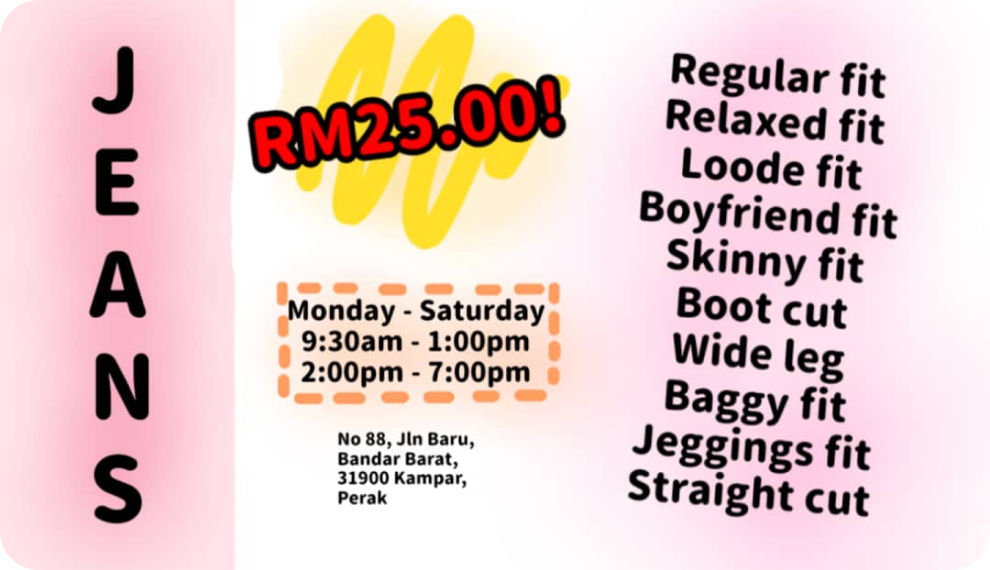 JEANS
RM25.00!
Monday - Saturday
9:30am - 1:00pm
2:00pm - 7:00pm
No 88, Jln Baru,
Bandar Barat,
31900 Kampar,
Perak
Regular fit
Relaxed fit
Loode fit
Boyfriend fit
Skinny fit
Boot cut
Wide leg
Baggy fit
Jeggings fit
Straight cut